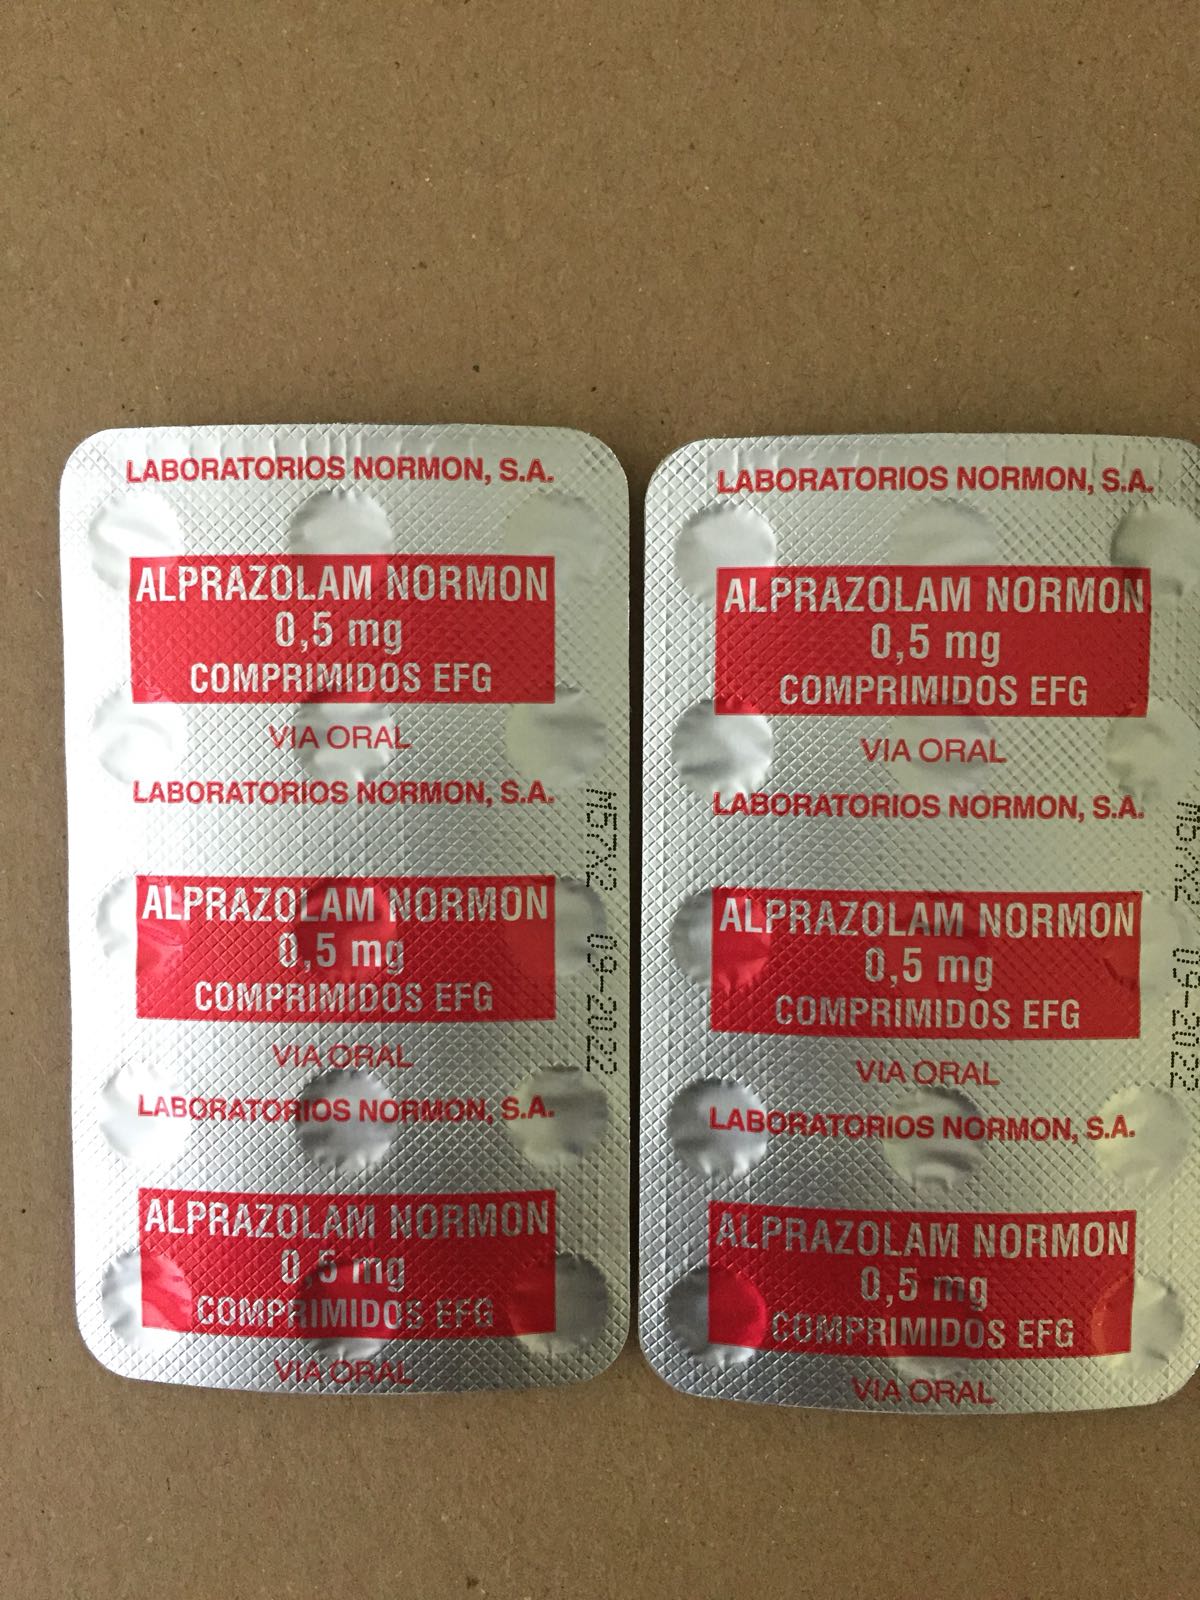 LABORATORIOS NORMON, S.A.
ALPRAZOLAM NORMON
0,5 mg
COMPRIMIDOS EFG
VIA ORAL
LABORATORIOS NORMON, S.A.
ALPRAZOLAM NORMON
0,5 mg
COMPRIMIDOS EFG
VIA ORAL
LABORATORIOS NORMON, S.A.
ALPRAZOLAM NORMON
0,5 mg
COMPRIMIDOS EFG
VIA ORAL
M57X2 09-2022
LABORATORIOS NORMON, S.A.
ALPRAZOLAM NORMON
0,5 mg
COMPRIMIDOS EFG
VIA ORAL
LABORATORIOS NORMON, S.A.
ALPRAZOLAM NORMON
0,5 mg
COMPRIMIDOS EFG
VIA ORAL
LABORATORIOS NORMON, S.A.
ALPRAZOLAM NORMON
0,5 mg
COMPRIMIDOS EFG
VIA ORAL
M57X2 09-2022